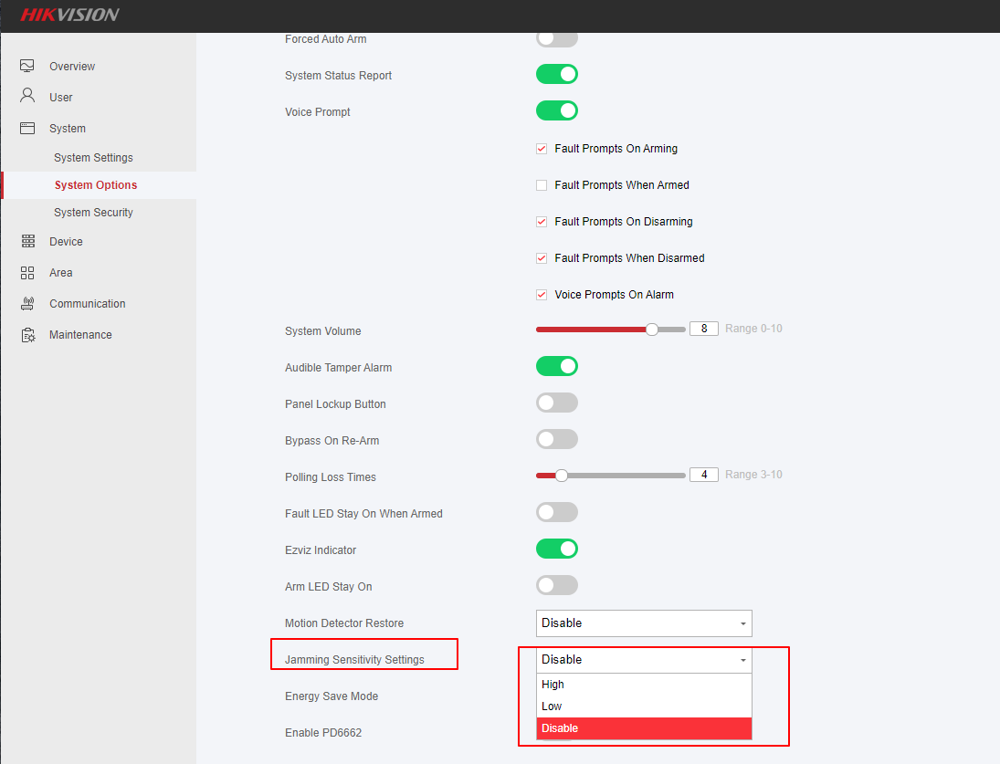 HIKVISION
Overview
User
System
System Settings
System Options
System Security
Device
Area
Communication
Maintenance
Forced Auto Arm
System Status Report
Voice Prompt
Fault Prompts On Arming
Fault Prompts When Armed
Fault Prompts On Disarming
Fault Prompts When Disarmed
Voice Prompts On Alarm
System Volume 8 Range 0-10
Audible Tamper Alarm
Panel Lockup Button
Bypass On Re-Arm
Polling Loss Times 4 Range 3-10
Fault LED Stay On When Armed
Ezviz Indicator
Arm LED Stay On
Motion Detector Restore Disable
Jamming Sensitivity Settings Disable
High
Low
Disable
Energy Save Mode
Enable PD6662